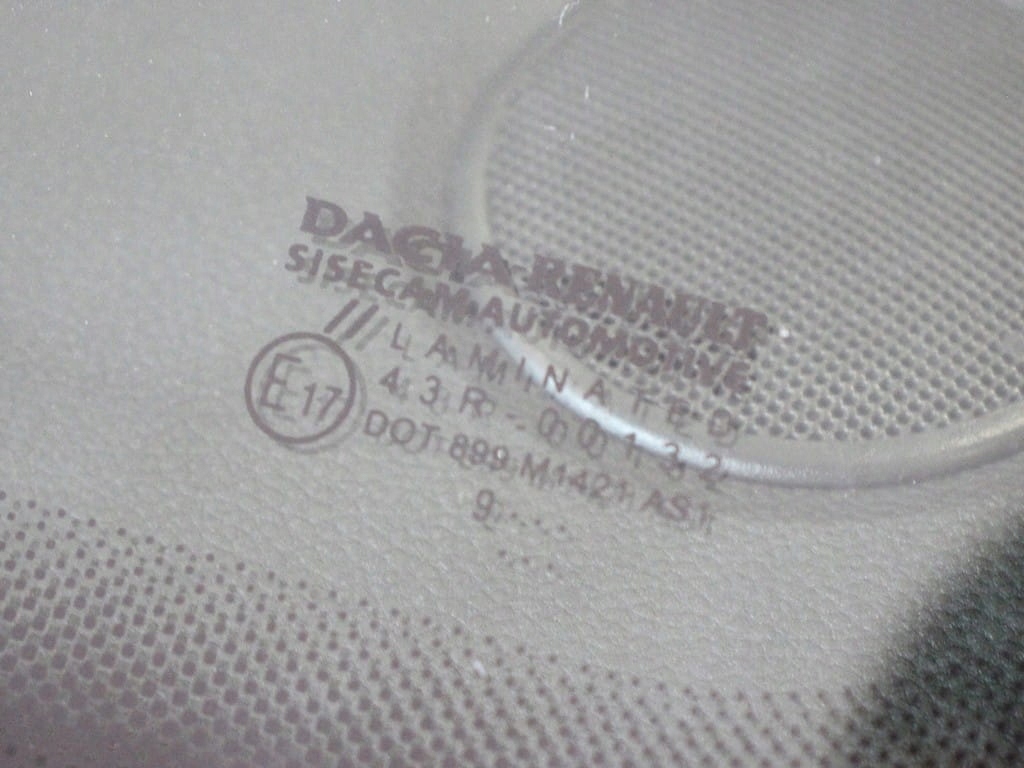 DACIA RENAULT
SISECAM AUTOMOTIVE
/// LAMINATED
E17 43R-00132
DOT 899 M1421 AS1
9 ....
....